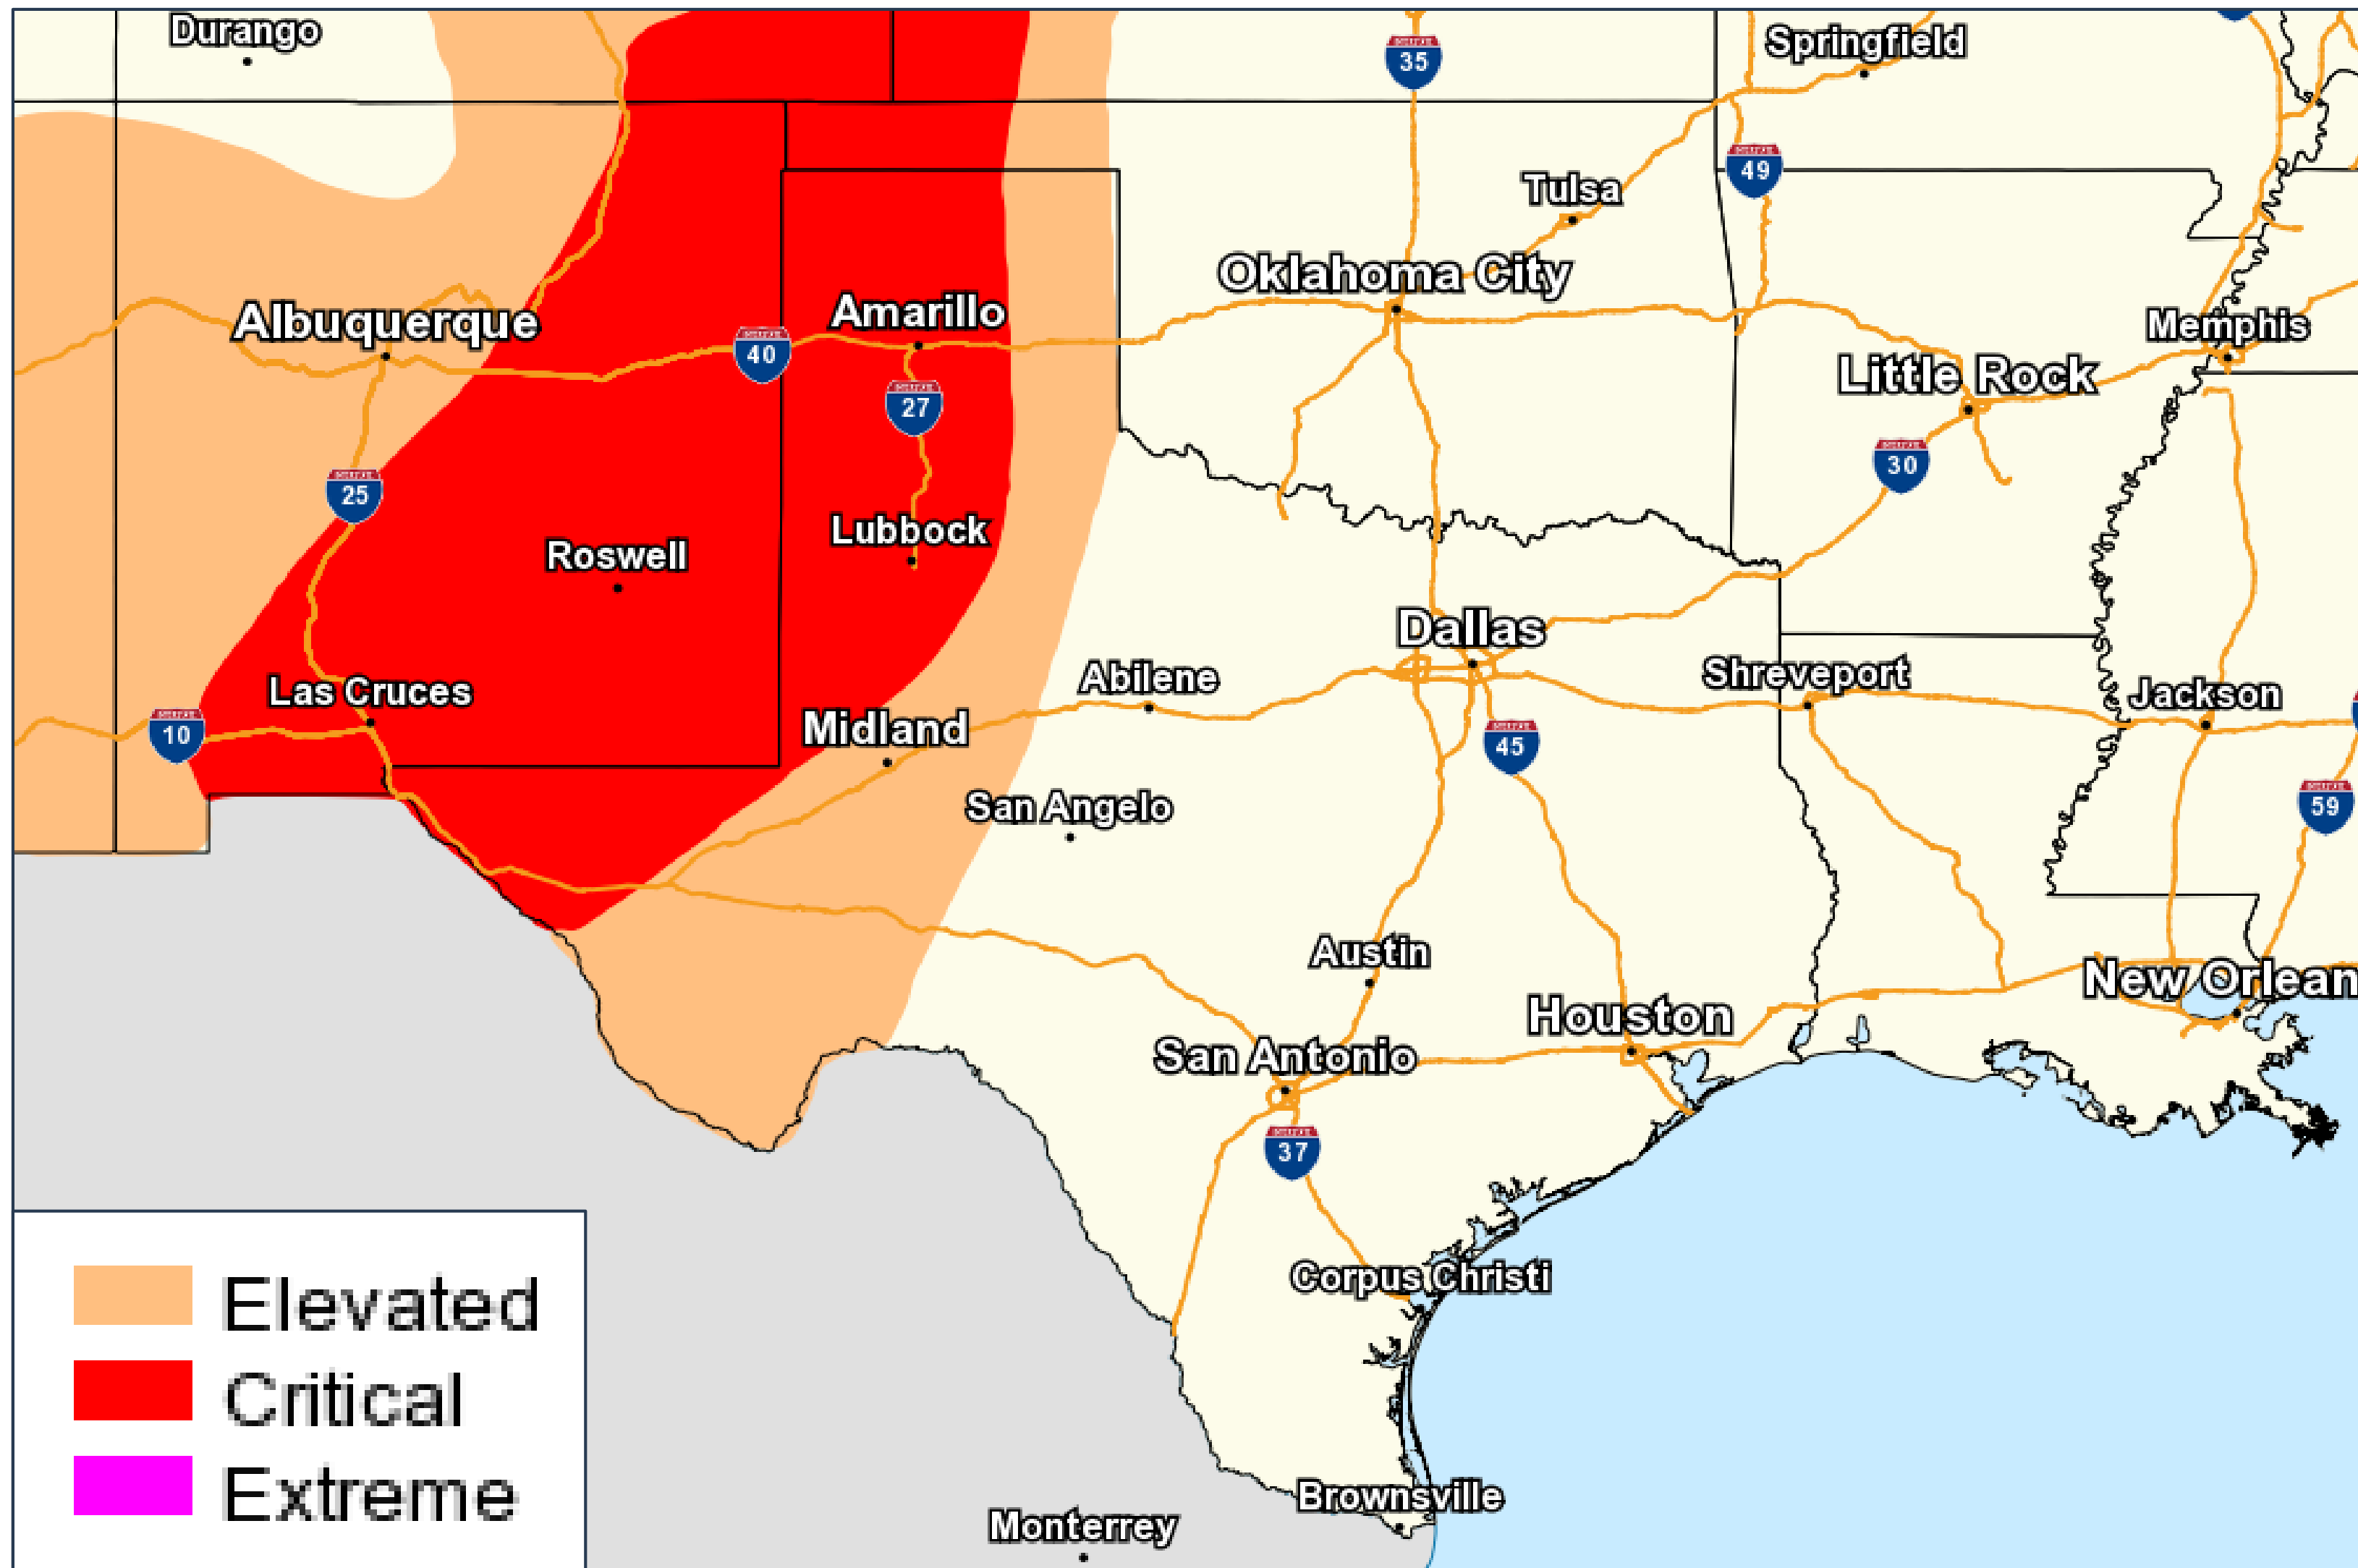 Durango
Springfield
35
49
Tulsa
Oklahoma City
Albuquerque
Amarillo
Memphis
40
Little Rock
27
30
25
Lubbock
Roswell
Dallas
Las Cruces
Abilene
Shreveport
Jackson
10
Midland
45
San Angelo
59
Austin
New Orlean
Houston
San Antonio
37
Corpus Christi
Elevated
Critical
Extreme
Brownsville
Monterrey